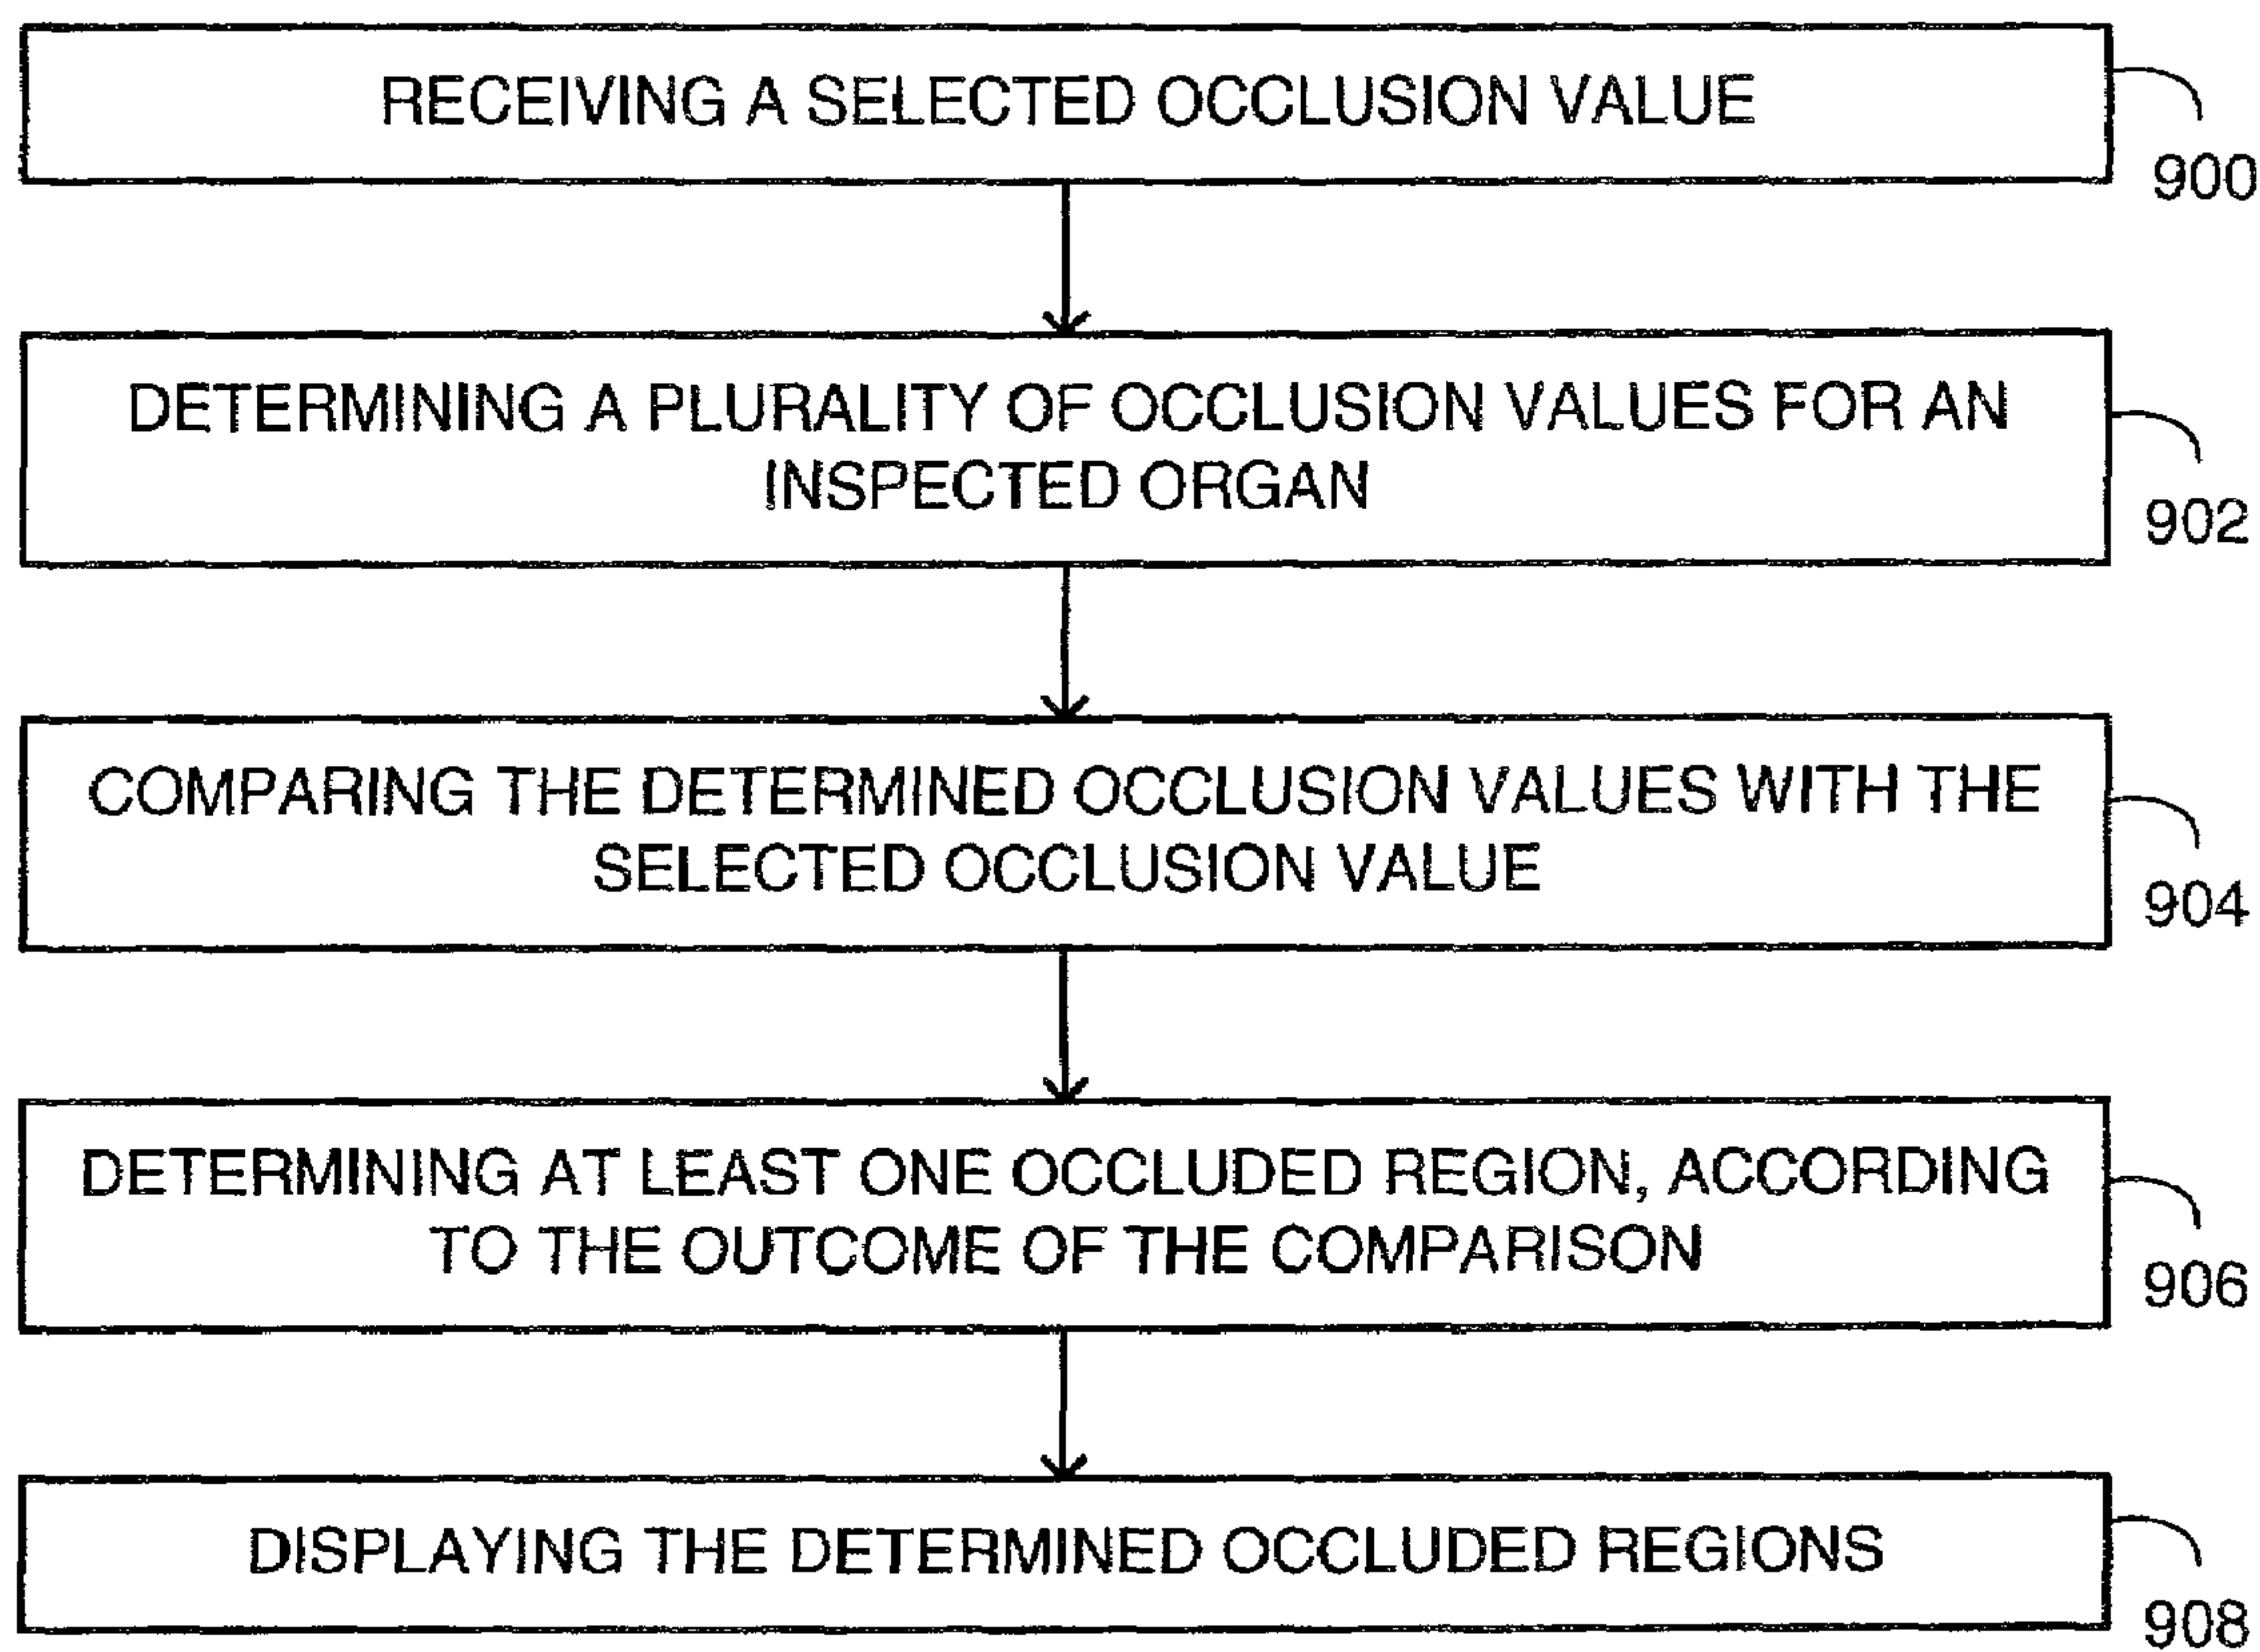 RECEIVING A SELECTED OCCLUSION VALUE
900
DETERMINING A PLURALITY OF OCCLUSION VALUES FOR AN
INSPECTED ORGAN
902
COMPARING THE DETERMINED OCCLUSION VALUES WITH THE
SELECTED OCCLUSION VALUE
904
DETERMINING AT LEAST ONE OCCLUDED REGION, ACCORDING
TO THE OUTCOME OF THE COMPARISON
906
DISPLAYING THE DETERMINED OCCLUDED REGIONS
908